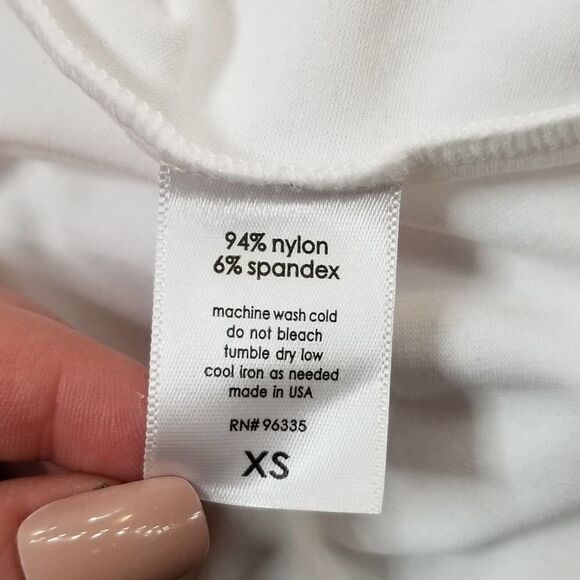 94% nylon
6% spandex
machine wash cold
do not bleach
tumble dry low
cool iron as needed
made in USA
RN# 96335
XS